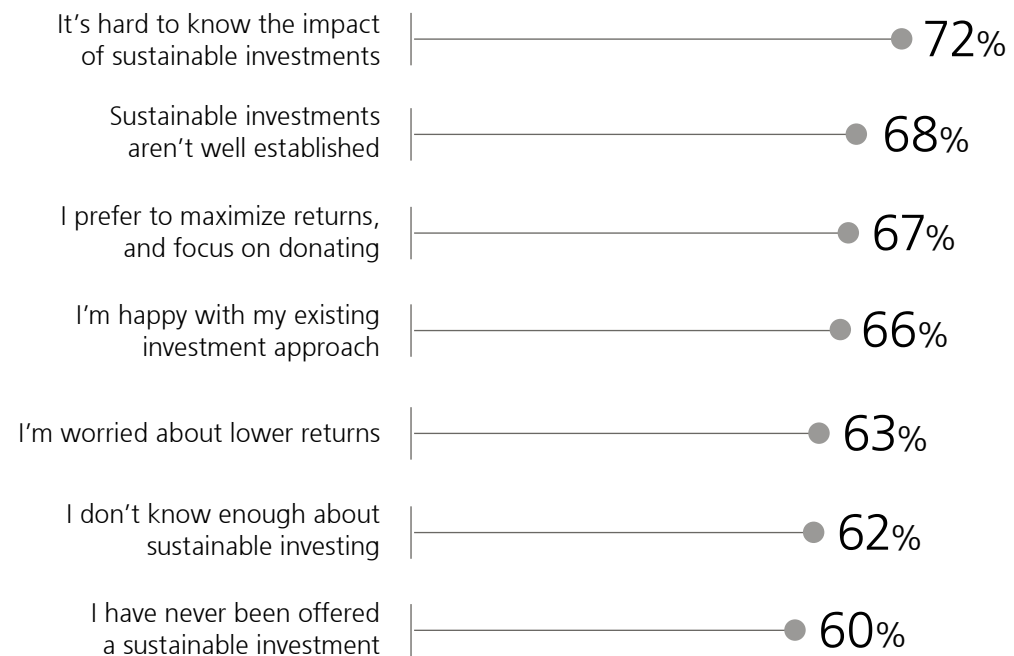 It’s hard to know the impact
of sustainable investments
72%
Sustainable investments
aren’t well established
68%
I prefer to maximize returns,
and focus on donating
67%
I’m happy with my existing
investment approach
66%
I’m worried about lower returns
63%
I don’t know enough about
sustainable investing
62%
I have never been offered
a sustainable investment
60%